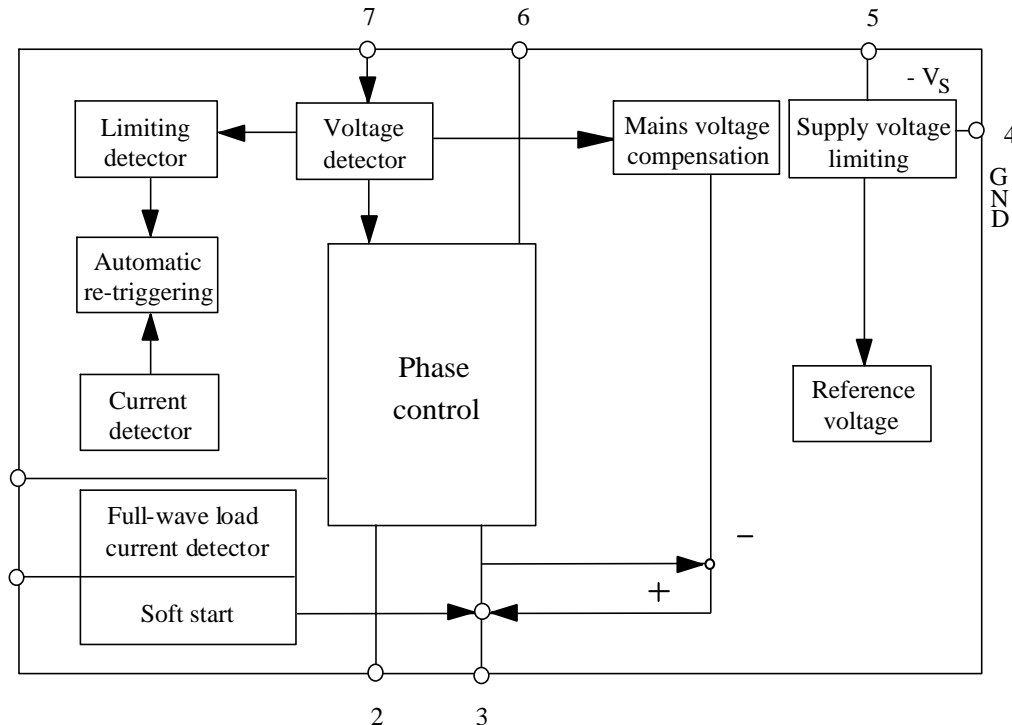 7
6
5
- VS
Limiting
detector
Voltage
detector
Mains voltage
compensation
Supply voltage
limiting
4
GND
Automatic
re-triggering
Phase
control
Current
detector
Reference
voltage
Full-wave load
current detector
-
+
Soft start
2
3